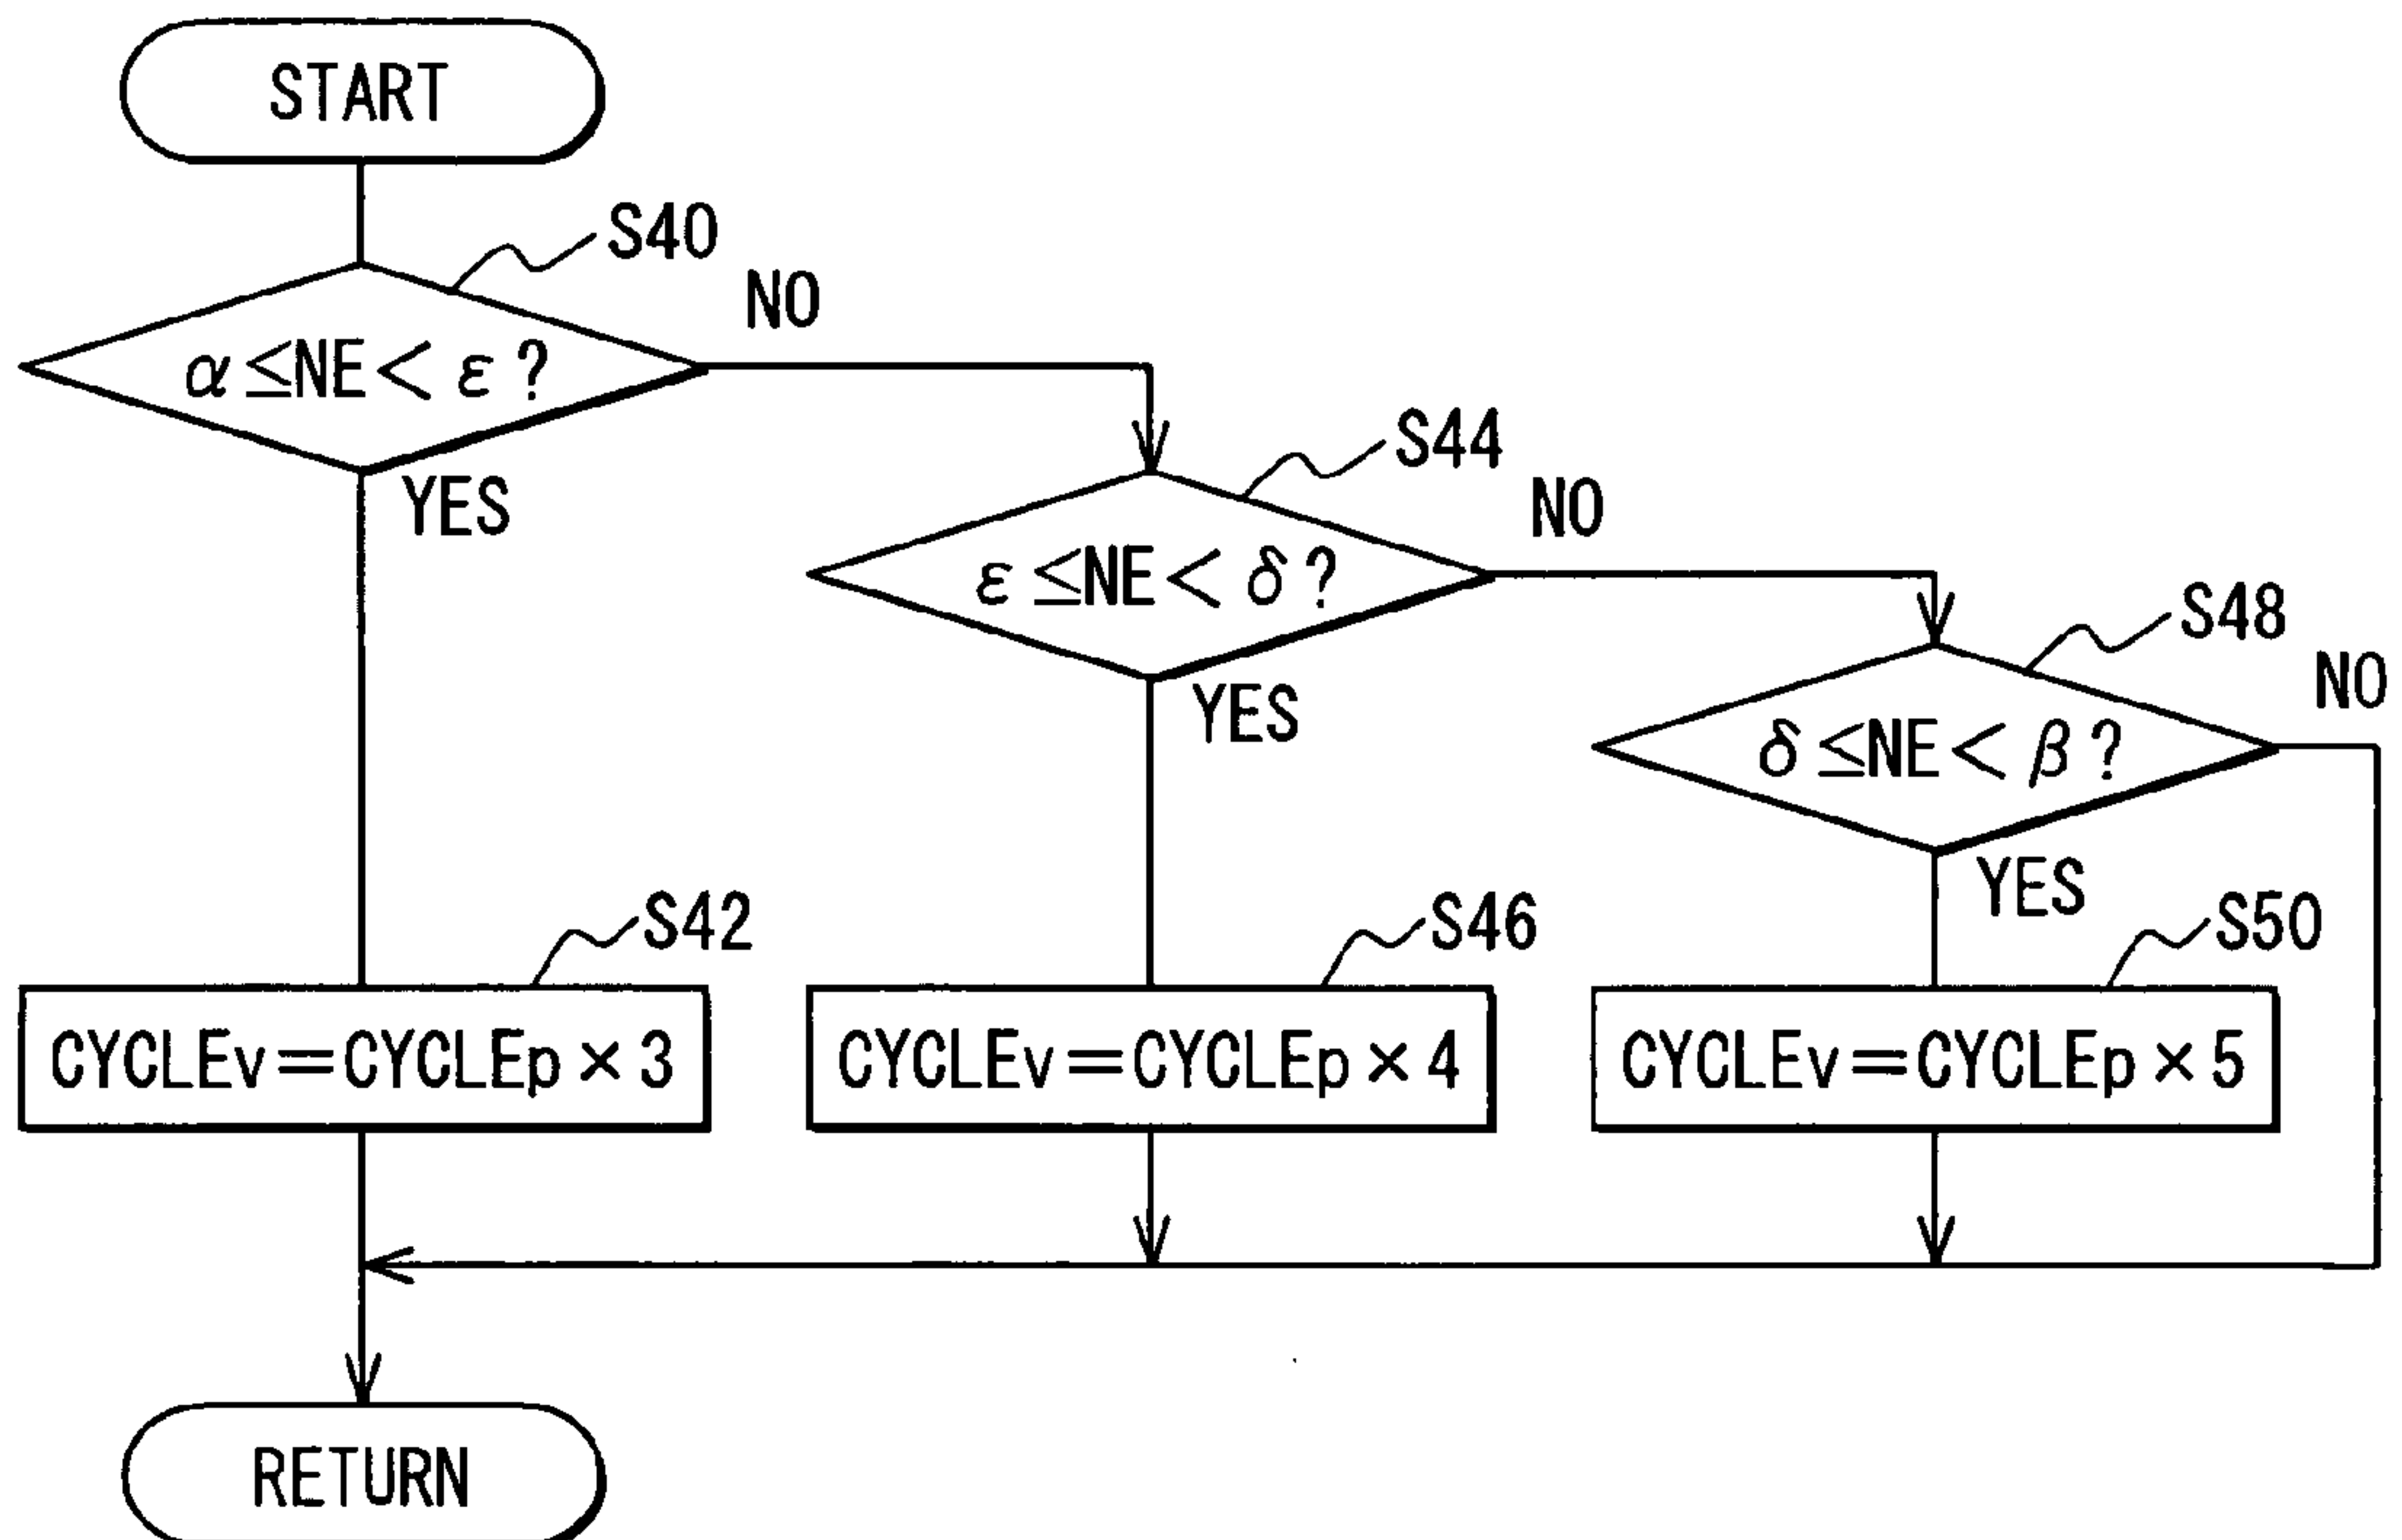 START
S40
NO
α≤NE<ε?
YES
S44
NO
ε≤NE<δ?
YES
S48
NO
δ≤NE<β?
YES
S42
CYCLEv=CYCLEp×3
S46
CYCLEv=CYCLEp×4
S50
CYCLEv=CYCLEp×5
RETURN